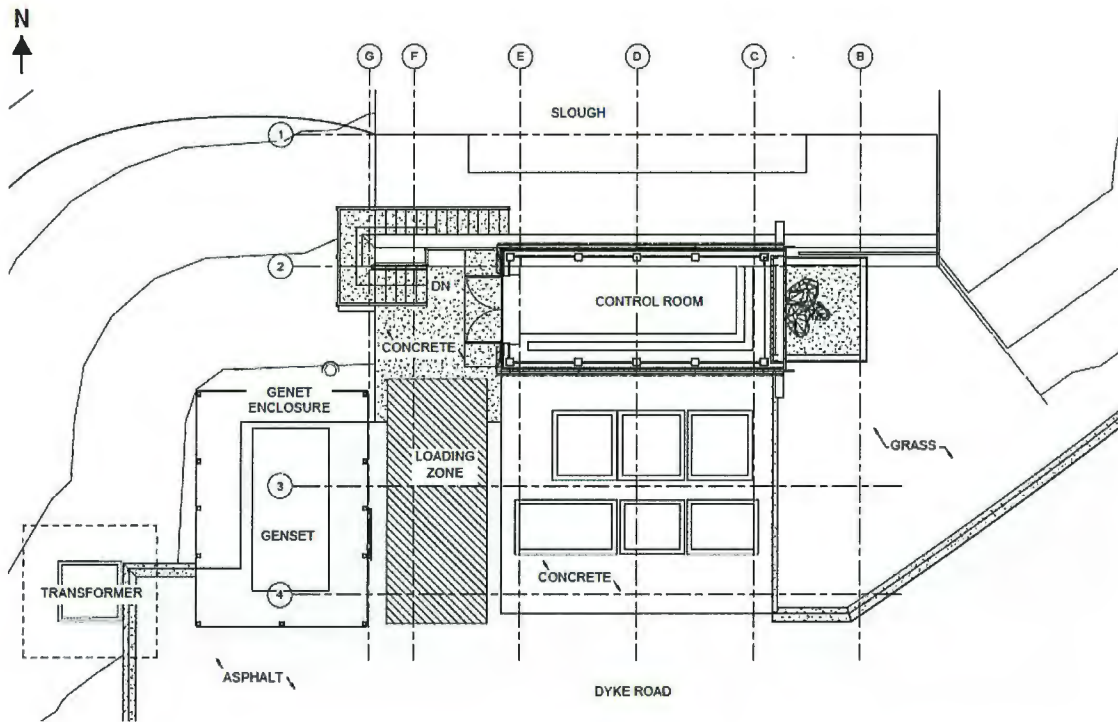 N
G
F
E
D
C
B
SLOUGH
1
2
DN
CONTROL ROOM
CONCRETE
GENET
ENCLOSURE
LOADING
ZONE
GRASS
3
GENSET
CONCRETE
TRANSFORMER
4
ASPHALT
DYKE ROAD